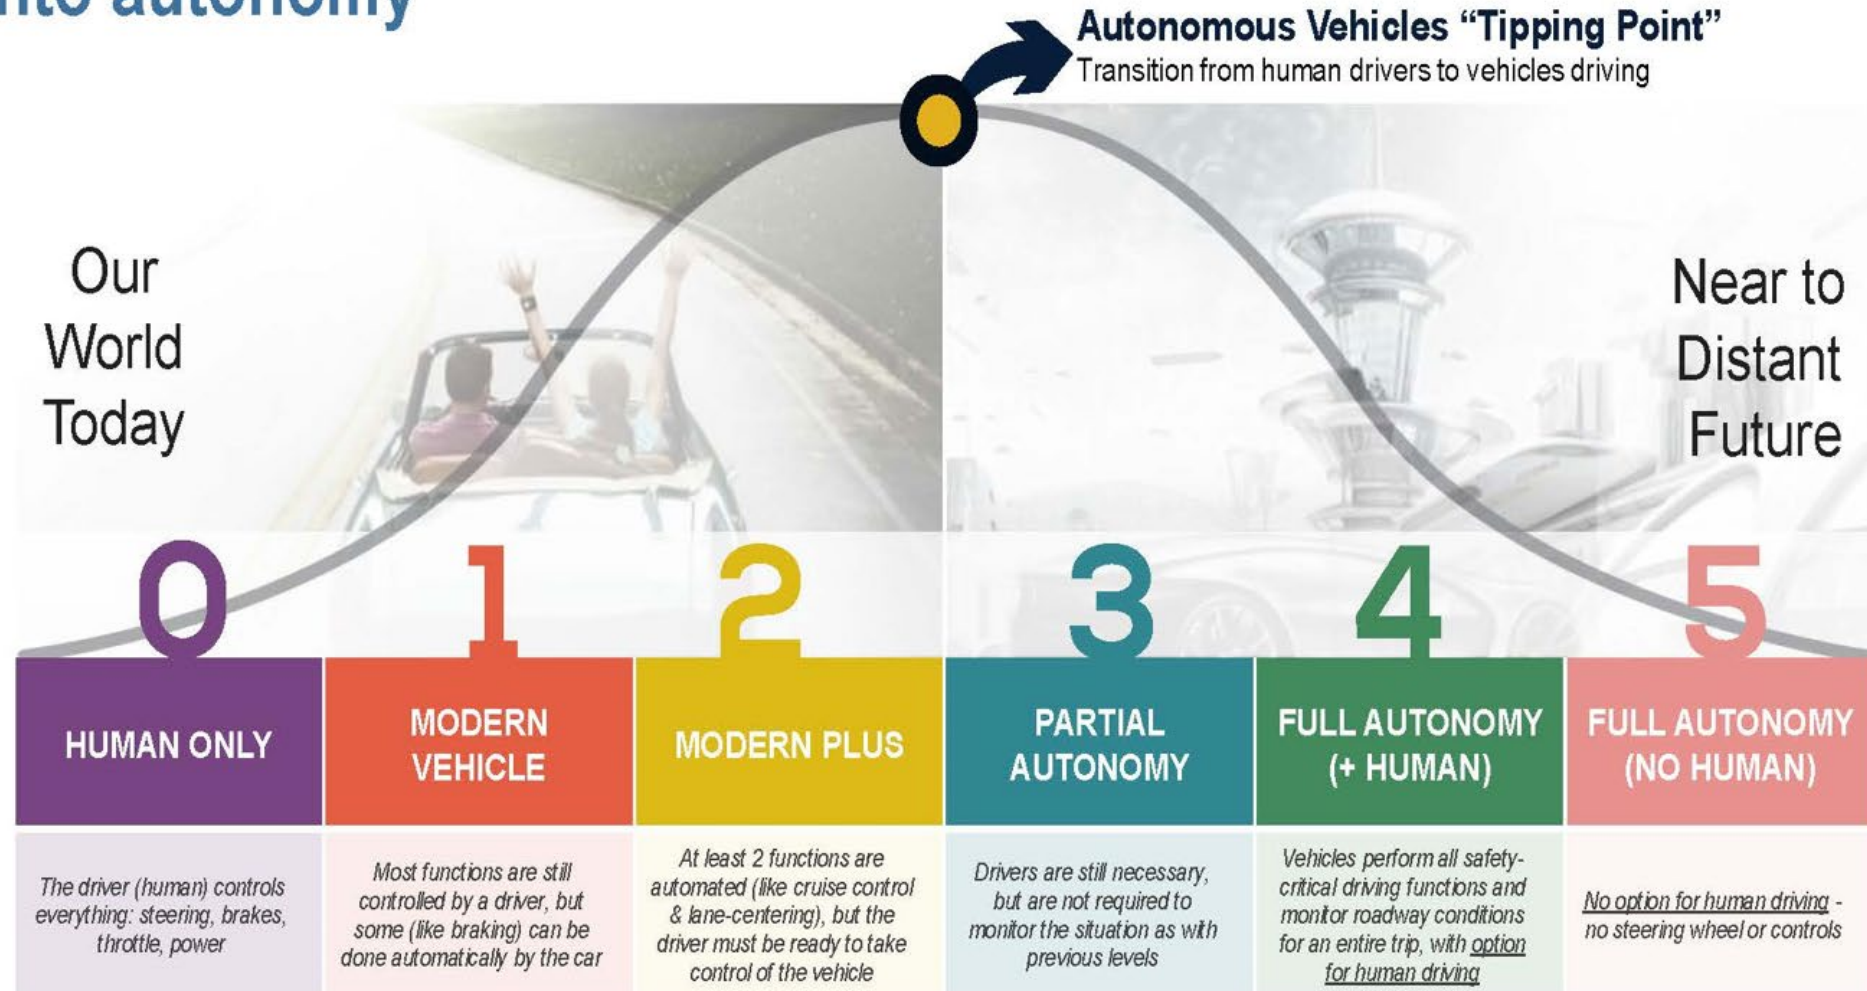 into autonomy
Autonomous Vehicles “Tipping Point”
Transition from human drivers to vehicles driving
Our
World
Today
Near to
Distant
Future
0
1
2
3
4
5
HUMAN ONLY
MODERN
VEHICLE
MODERN PLUS
PARTIAL
AUTONOMY
FULL AUTONOMY
(+ HUMAN)
FULL AUTONOMY
(NO HUMAN)
The driver (human) controls
everything: steering, brakes,
throttle, power
Most functions are still
controlled by a driver, but
some (like braking) can be
done automatically by the car
At least 2 functions are
automated (like cruise control
& lane-centering), but the
driver must be ready to take
control of the vehicle
Drivers are still necessary,
but are not required to
monitor the situation as with
previous levels
Vehicles perform all safety-
critical driving functions and
monitor roadway conditions
for an entire trip, with option
for human driving
No option for human driving -
no steering wheel or controls